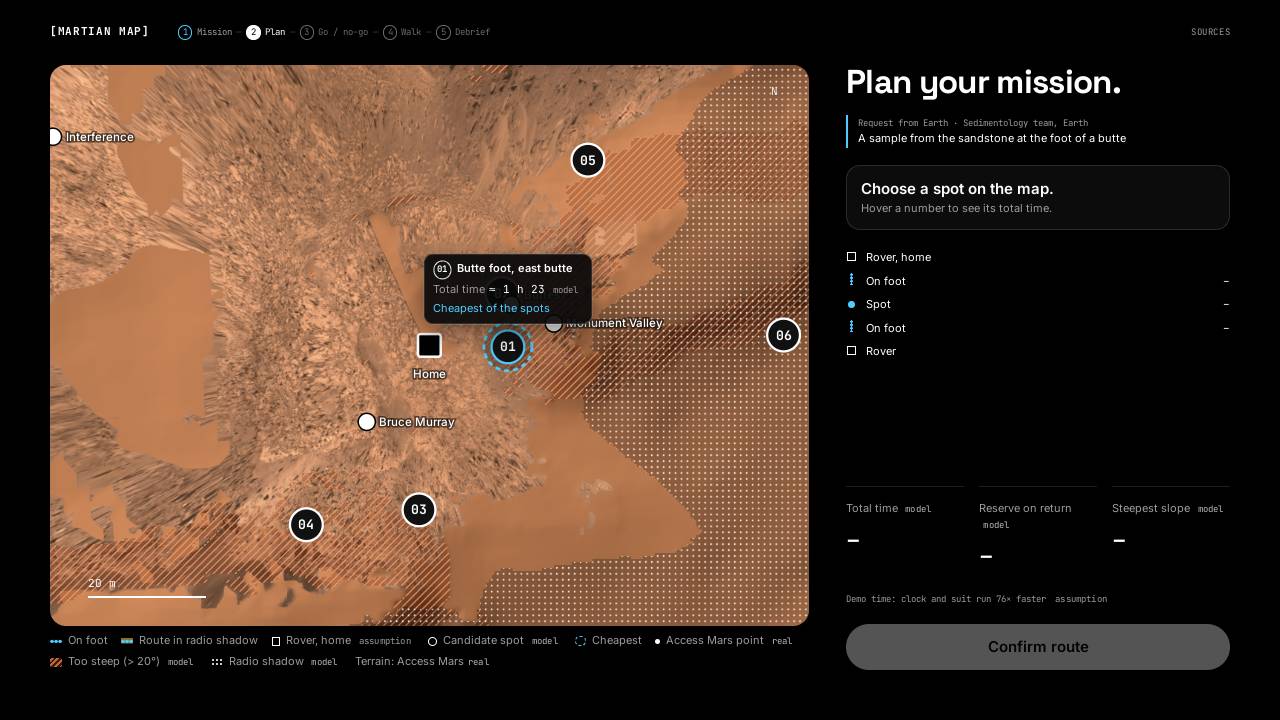 [MARTIAN MAP]
1 Mission – 2 Plan – 3 Go / no-go – 4 Walk – 5 Debrief
SOURCES
N
Interference
05
01 Butte foot, east butte
Total time ≈ 1 h 23 model
Cheapest of the spots
Monument Valley
06
01
Home
Bruce Murray
03
04
20 m
On foot
Route in radio shadow
Rover, home assumption
Candidate spot model
Cheapest
Access Mars point real
Too steep (> 20°) model
Radio shadow model
Terrain: Access Mars real
Plan your mission.
Request from Earth · Sedimentology team, Earth
A sample from the sandstone at the foot of a butte
Choose a spot on the map.
Hover a number to see its total time.
Rover, home
On foot –
Spot –
On foot –
Rover
Total time model
–
Reserve on return model
–
Steepest slope model
–
Demo time: clock and suit run 76× faster assumption
Confirm route